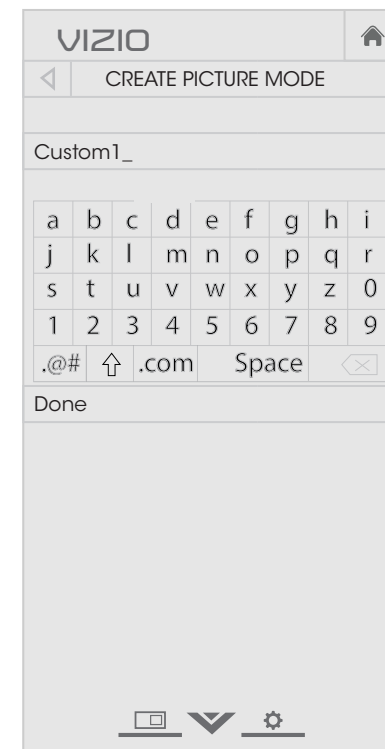 VIZIO
CREATE PICTURE MODE
Custom1_
a b c d e f g h i
j k l m n o p q r
s t u v w x y z 0
1 2 3 4 5 6 7 8 9
.@# .com Space
Done